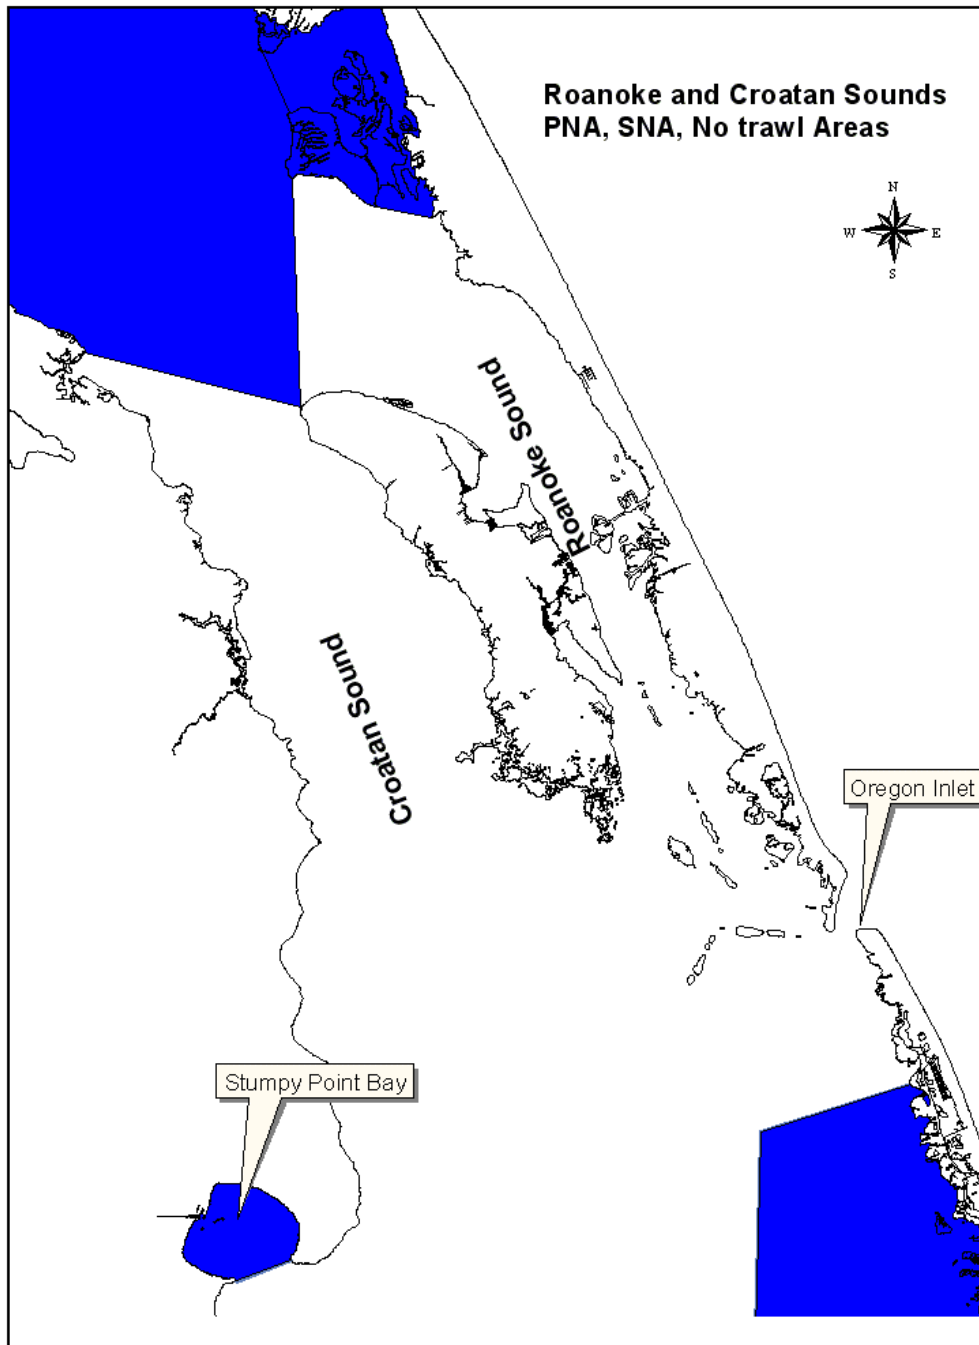 Roanoke and Croatan Sounds
PNA, SNA, No trawl Areas
N
W
E
S
Roanoke Sound
Croatan Sound
Oregon Inlet
Stumpy Point Bay